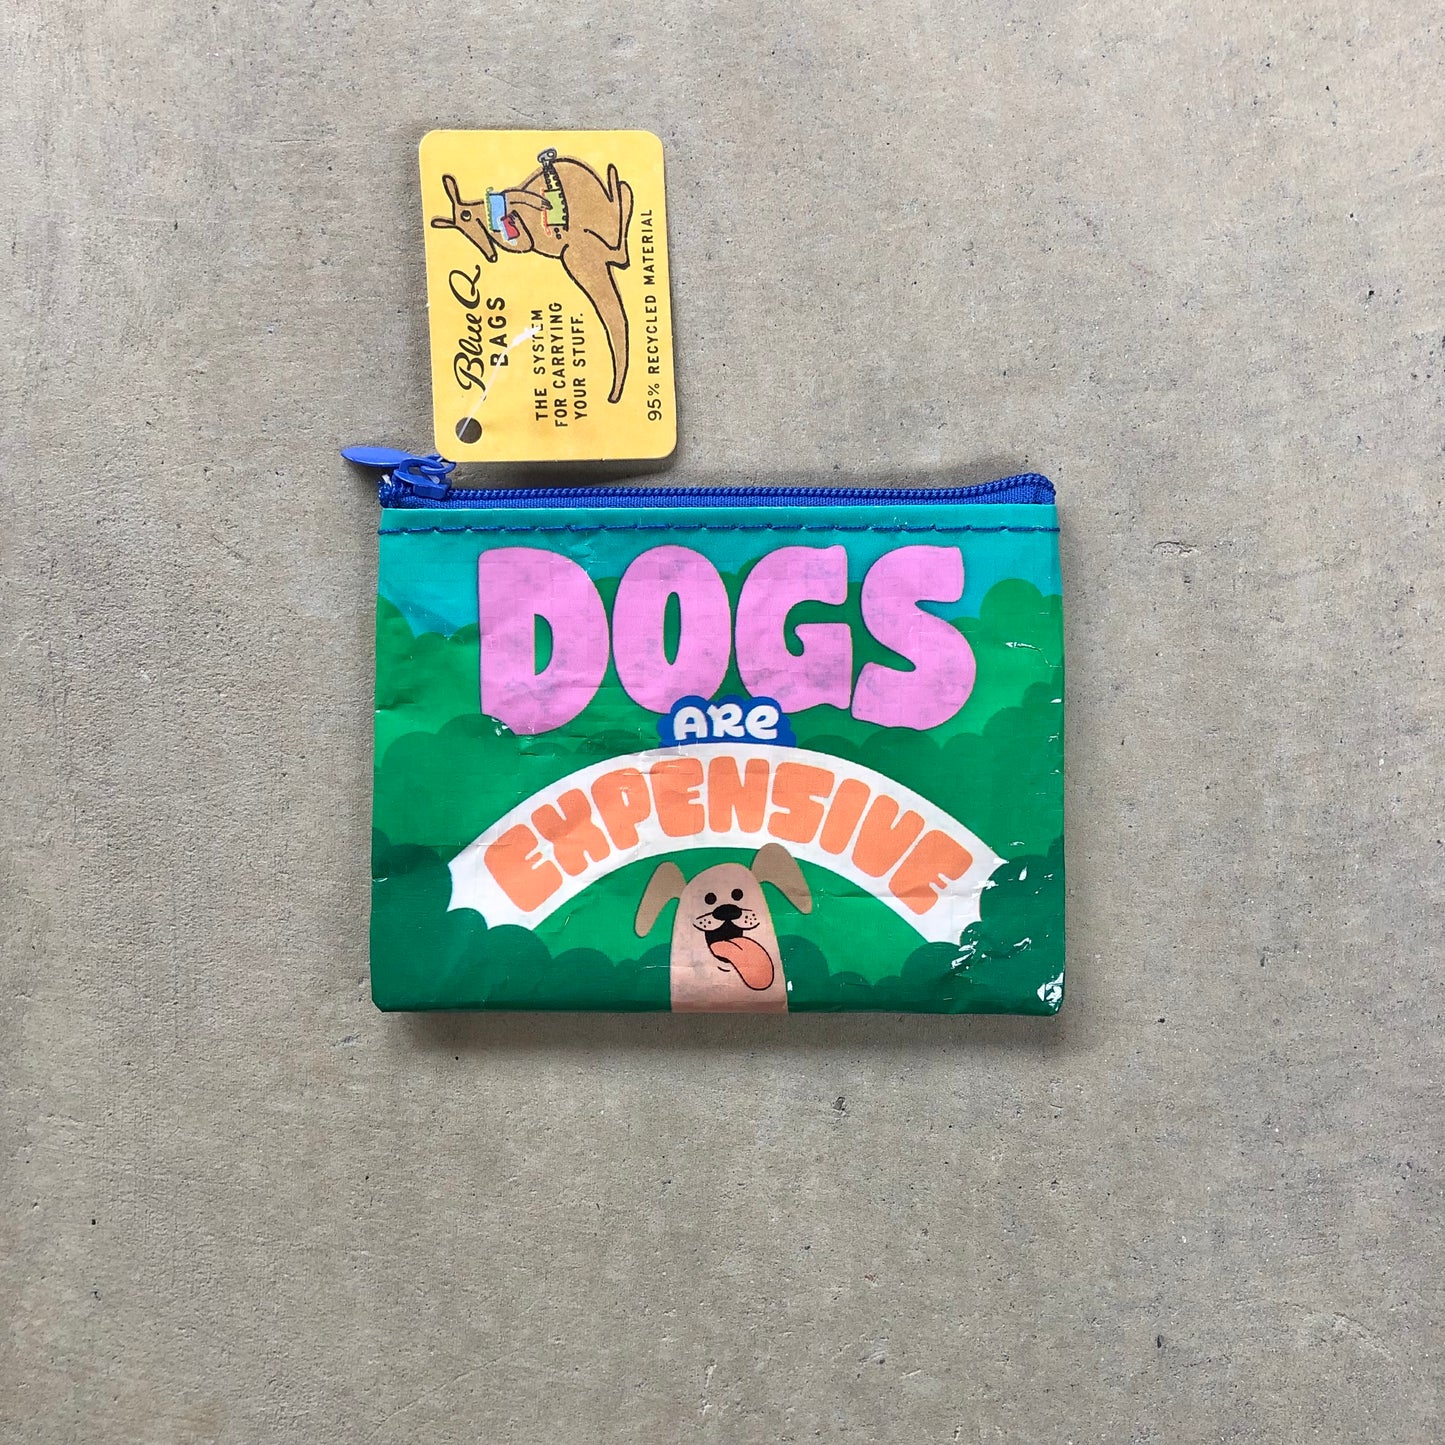 Blue Q
BAGS
THE SYSTEM
FOR CARRYING
YOUR STUFF.
95% RECYCLED MATERIAL
DOGS
ARe
EXPENSIVE